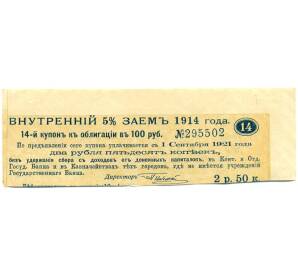 ВНУТРЕННІЙ 5% ЗАЕМЪ 1914 года.
14-й купонъ къ облигаціи въ 100 руб. №295502 14
По предъявленіи сего купона уплачивается съ 1 Сентября 1921 года
два рубля пятьдесятъ копѣекъ,
безъ удержанія сбора съ доходовъ отъ денежныхъ капиталовъ, въ Конт. и Отд.
Госуд. Банка и въ Казначействахъ тѣхъ городовъ, гдѣ не имѣется учрежденій
Государственнаго Банка.
Директоръ 2 р. 50 к.